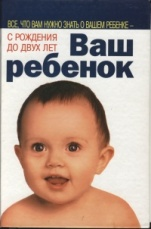 ВСЕ, ЧТО ВАМ НУЖНО ЗНАТЬ О ВАШЕМ РЕБЕНКЕ –
С РОЖДЕНИЯ
ДО ДВУХ ЛЕТ
Ваш
ребенок